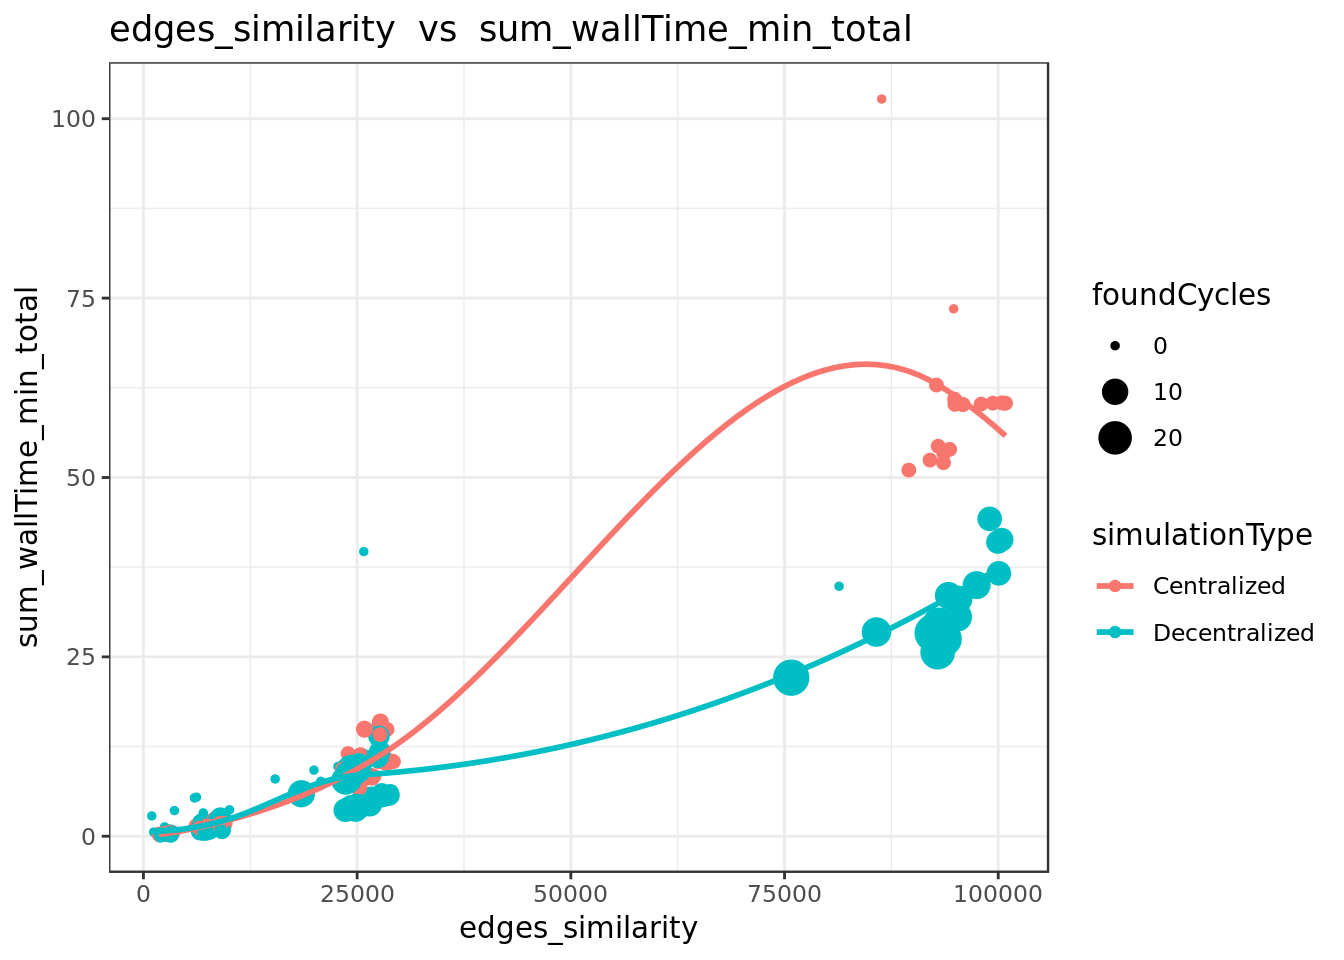 edges_similarity  vs  sum_wallTime_min_total
sum_wallTime_min_total
100
75
50
25
0
0
25000
50000
75000
100000
edges_similarity
foundCycles
0
10
20
simulationType
Centralized
Decentralized